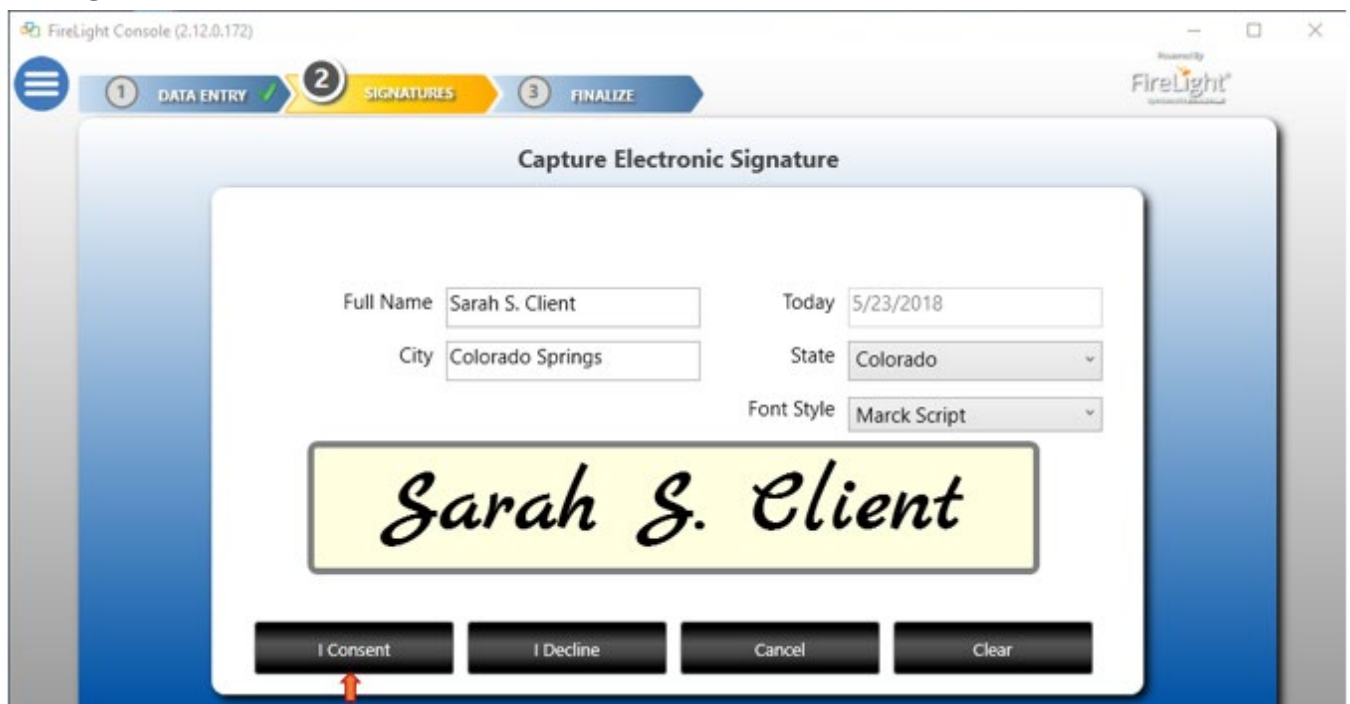 FireLight Console (2.12.0.172)
Powered By
FireLight®
1 DATA ENTRY 2 SIGNATURES 3 FINALIZE
Capture Electronic Signature
Full Name Sarah S. Client Today 5/23/2018
City Colorado Springs State Colorado
Font Style Marck Script
Sarah S. Client
I Consent I Decline Cancel Clear